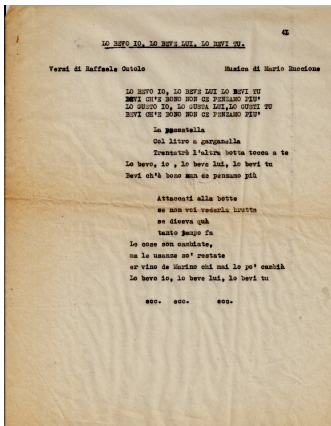 41
LO BEVO IO, LO BEVE LUI, LO BEVI TU.
Versi di Raffaele Cutolo Musica di Mario Ruccione
LO BEVO IO, LO BEVE LUI LO BEVI TU
BEVI CH'E BONO NON CE PENZAMO PIU'
LO GUSTO IO, LO GUSTA LUI,LO GUSTI TU
BEVI CH'E BONO NON CE PENZAMO PIU'
La passatella
Col litro a garganella
Trentatrè l'altra botta tocca a te
Lo bevo, io , lo beve lui, lo bevi tu
Bevi ch'è bono nun ce penzamo più
Attaccati alla botte
se non voi vederla brutta
se diceva quà
tanto tempo fa
Le cose son cambiate,
ma le usanze so' restate
er vino de Marino chi mai lo po' cambià
Lo bevo io, lo beve lui, lo bevi tu
ecc. ecc. ecc.